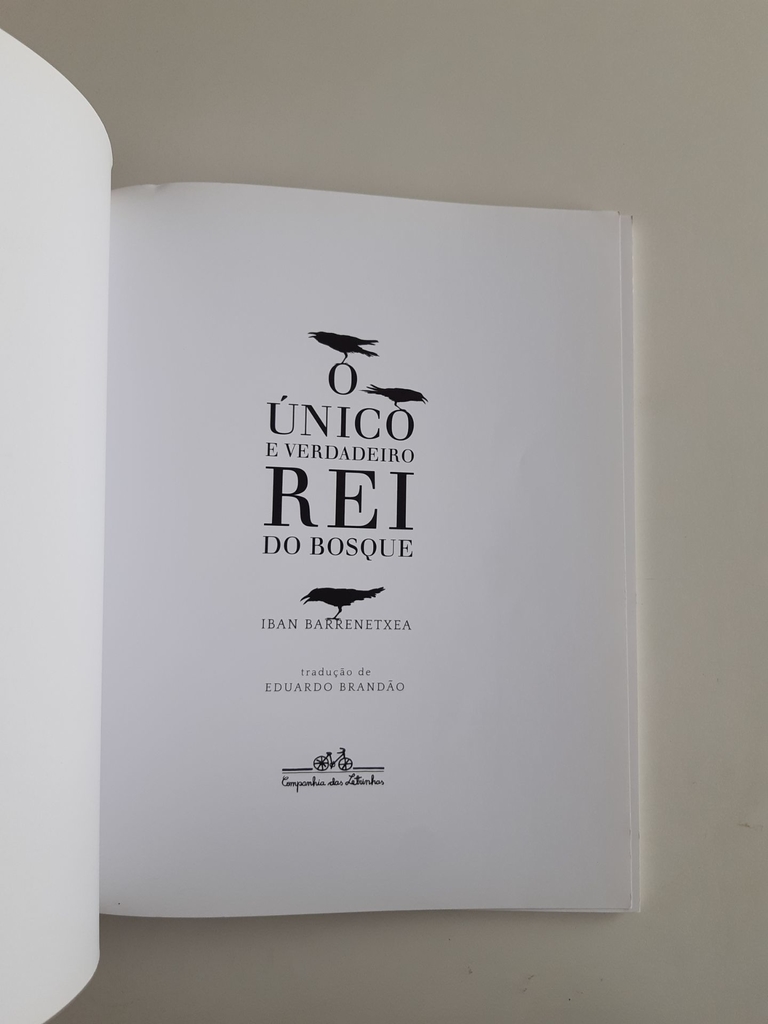 O
ÚNICO
E VERDADEIRO
REI
DO BOSQUE
IBAN BARRENETXEA
tradução de
EDUARDO BRANDÃO
Companhia das Letrinhas